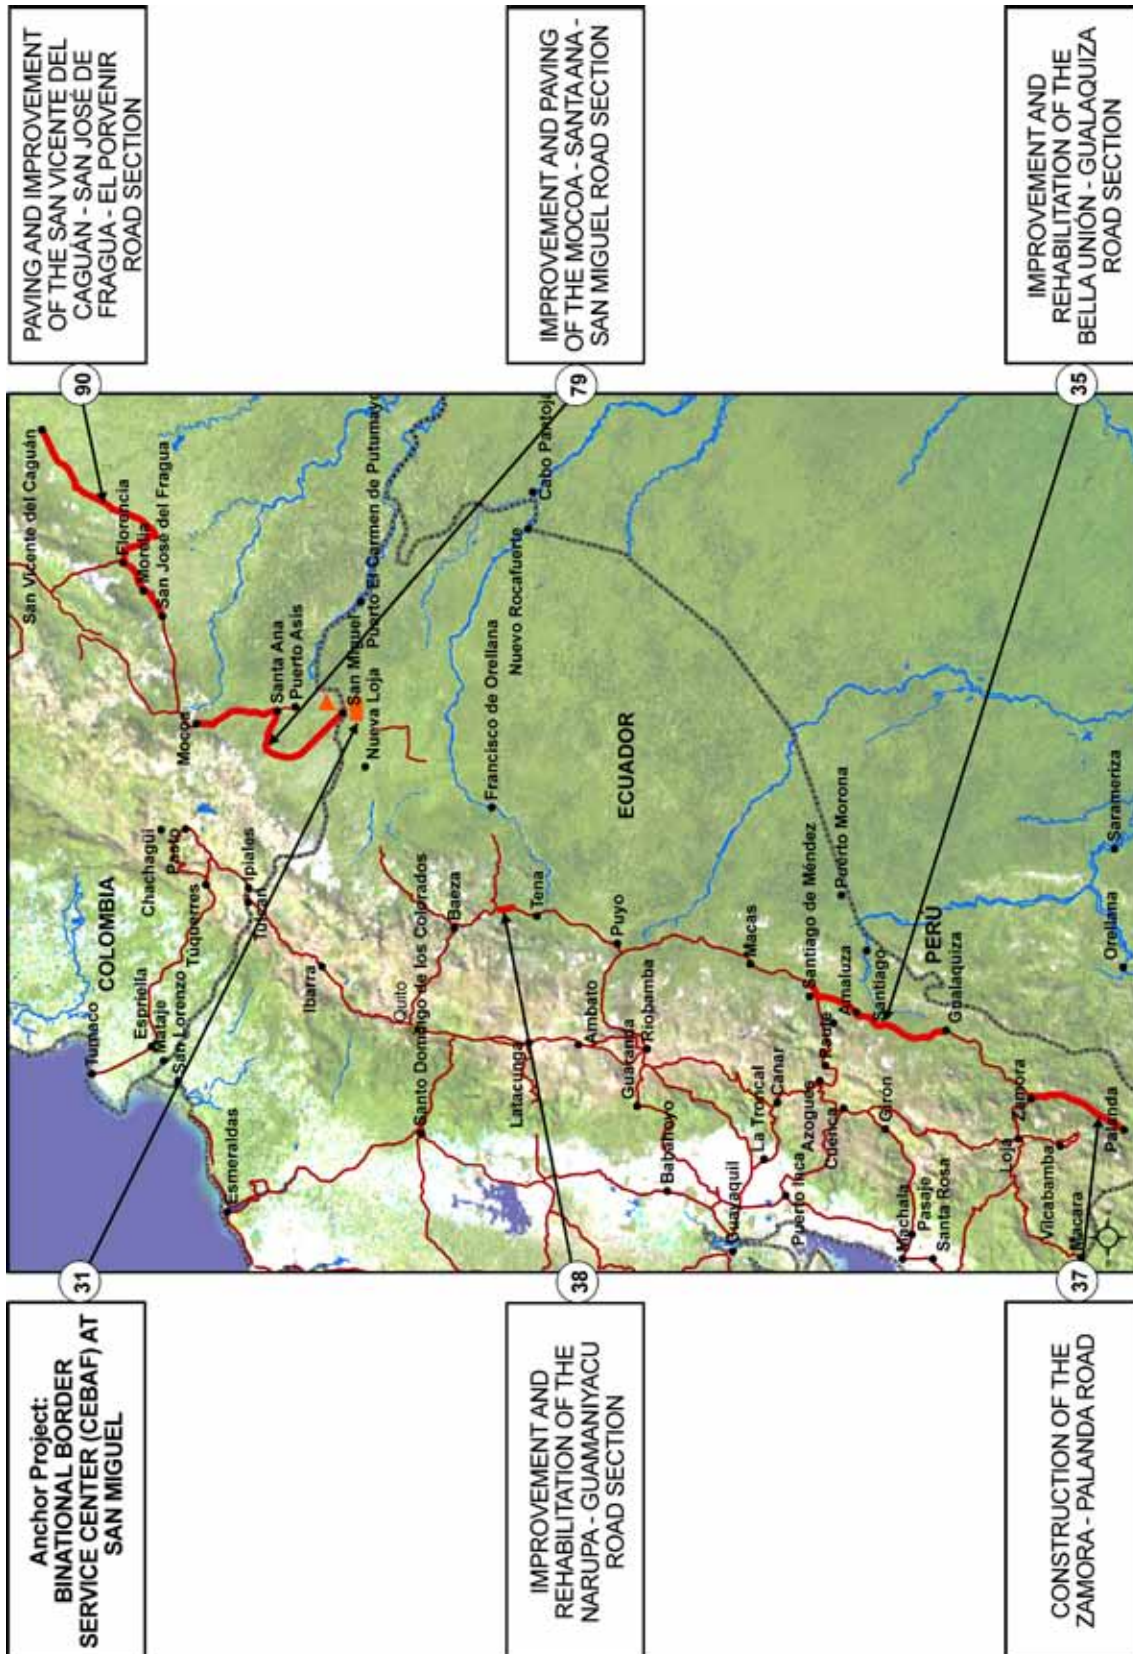 Anchor Project:
BINATIONAL BORDER
SERVICE CENTER (CEBAF) AT
SAN MIGUEL
31
IMPROVEMENT AND
REHABILITATION OF THE
NARUPA - GUAMANIYACU
ROAD SECTION
38
CONSTRUCTION OF THE
ZAMORA - PALANDA ROAD
37
PAVING AND IMPROVEMENT
OF THE SAN VICENTE DEL
CAGUÁN - SAN JOSÉ DE
FRAGUA - EL PORVENIR
ROAD SECTION
90
IMPROVEMENT AND PAVING
OF THE MOCOA - SANTA ANA -
SAN MIGUEL ROAD SECTION
79
IMPROVEMENT AND
REHABILITATION OF THE
BELLA UNIÓN - GUALAQUIZA
ROAD SECTION
35
San Vicente del Caguán
Florencia
Morelia
San José del Fragua
Mocoa
Santa Ana
Puerto Asis
San Miguel
Puerto El Carmen de Putumayo
Nueva Loja
COLOMBIA
Chachagüi
Pasto
Túquerres
Ipiales
Tulcán
Tumaco
Espriella
Mataje
San Lorenzo
Esmeraldas
Ibarra
Quito
Santo Domingo de los Colorados
Baeza
Tena
Francisco de Orellana
Nuevo Rocafuerte
Cabo Pantoja
Latacunga
Ambato
Puyo
ECUADOR
Guaranda
Riobamba
Babahoyo
Guayaquil
Macas
La Troncal
Cañar
Puerto Inca
Azogues
Cuenca
Paute
Santiago de Méndez
Amaluza
Santiago
Puerto Morona
Girón
Machala
Pasaje
Santa Rosa
PERU
Gualaquiza
Zamora
Loja
Vilcabamba
Macara
Palanda
Orellana
Sarameriza